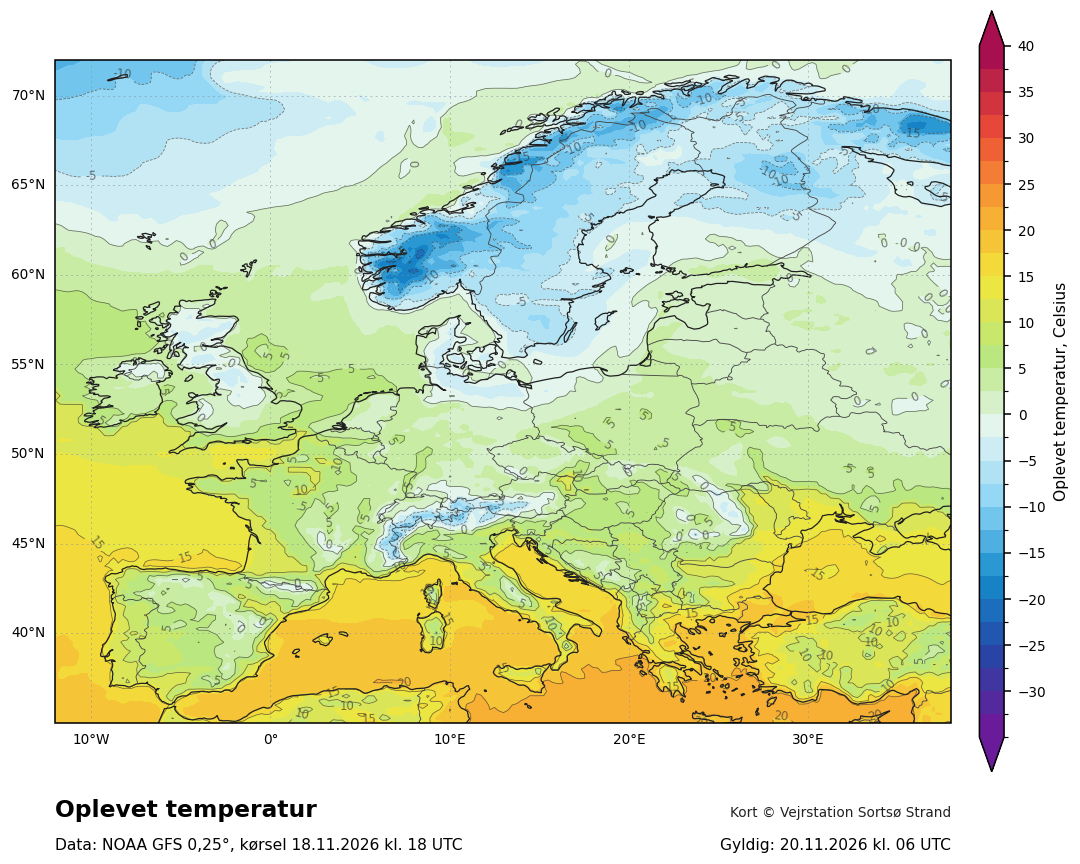 70°N
65°N
60°N
55°N
50°N
45°N
40°N
10°W
0°
10°E
20°E
30°E
40
35
30
25
20
15
10
5
0
−5
−10
−15
−20
−25
−30
Oplevet temperatur, Celsius
Oplevet temperatur
Kort © Vejrstation Sortsø Strand
Data: NOAA GFS 0,25°, kørsel 18.11.2026 kl. 18 UTC
Gyldig: 20.11.2026 kl. 06 UTC